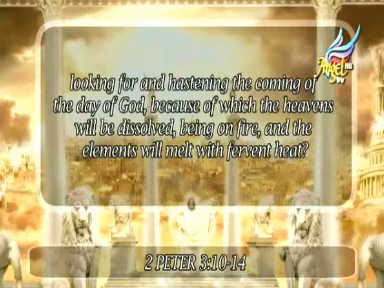 looking for and hastening the coming of
the day of God, because of which the heavens
will be dissolved, being on fire, and the
elements will melt with fervent heat?
2 PETER 3:10-14